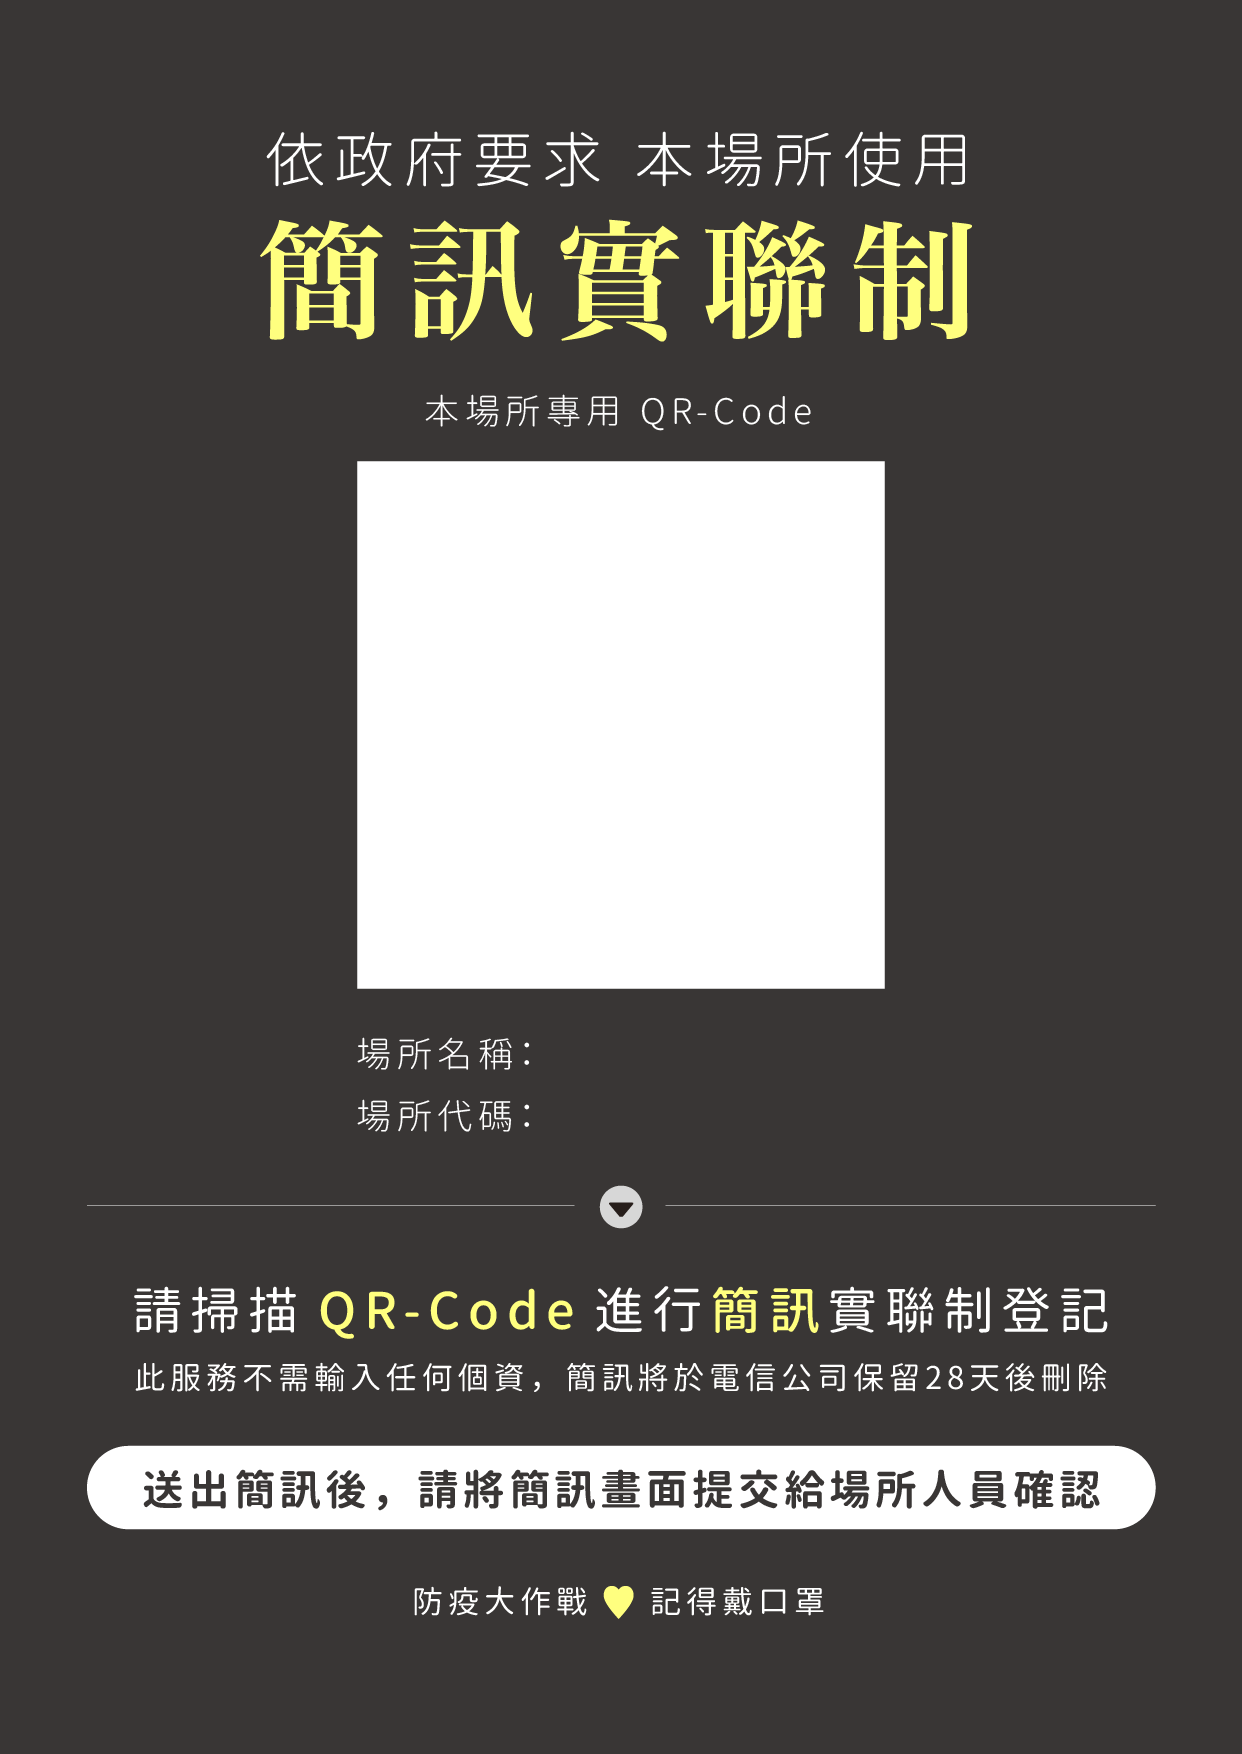 依政府要求 本場所使用
簡訊實聯制
本場所專用 QR-Code
場所名稱：
場所代碼：
請掃描 QR-Code 進行簡訊實聯制登記
此服務不需輸入任何個資，簡訊將於電信公司保留28天後刪除
送出簡訊後，請將簡訊畫面提交給場所人員確認
防疫大作戰 ♥ 記得戴口罩